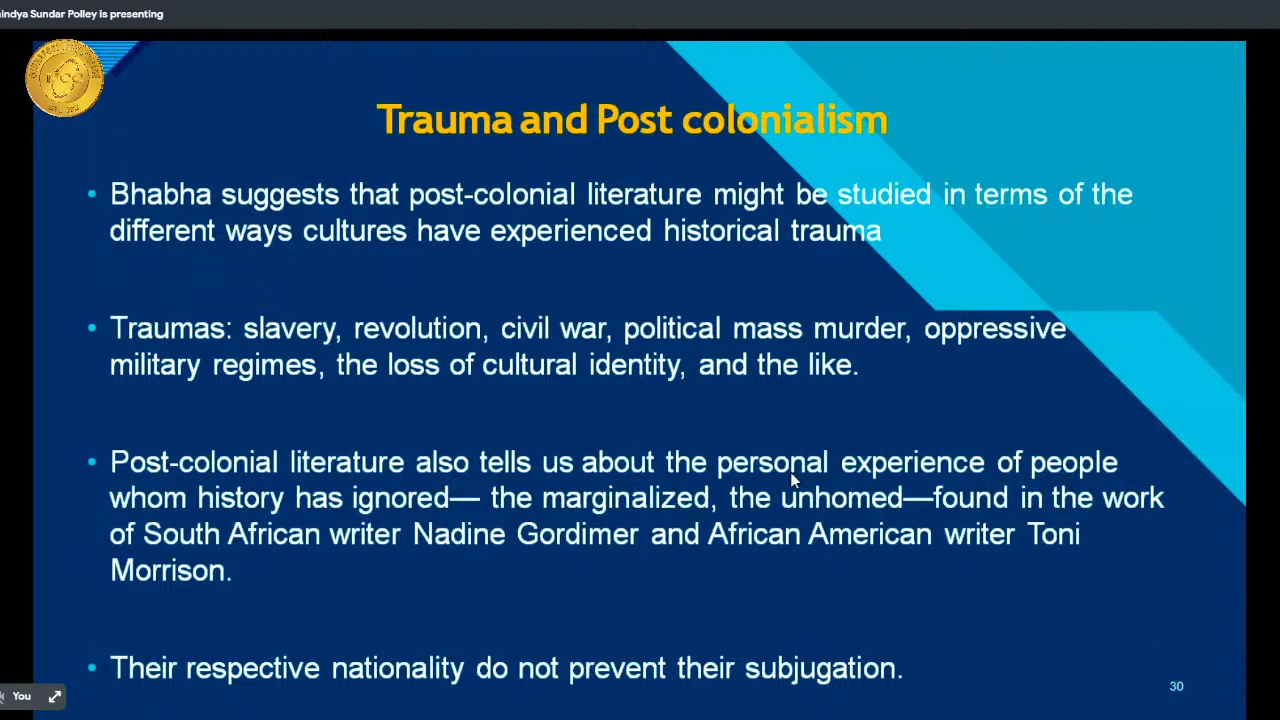 Sundar Polley is presenting
Trauma and Post colonialism
• Bhabha suggests that post-colonial literature might be studied in terms of the
different ways cultures have experienced historical trauma
• Traumas: slavery, revolution, civil war, political mass murder, oppressive
military regimes, the loss of cultural identity, and the like.
• Post-colonial literature also tells us about the personal experience of people
whom history has ignored— the marginalized, the unhomed—found in the work
of South African writer Nadine Gordimer and African American writer Toni
Morrison.
• Their respective nationality do not prevent their subjugation.
30
You